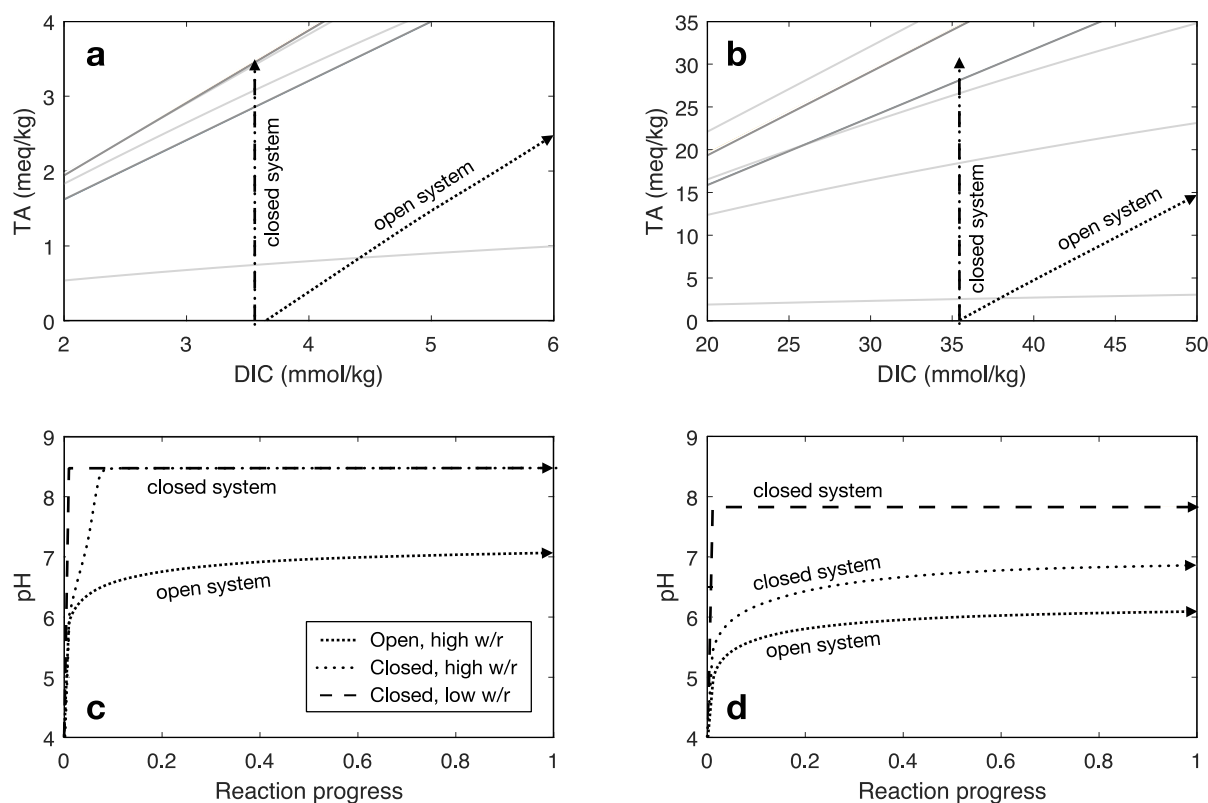 4
3
2
1
0
TA (meq/kg)
a
closed system
open system
2 3 4 5 6
DIC (mmol/kg)
35
30
25
20
15
10
5
0
TA (meq/kg)
b
closed system
open system
20 25 30 35 40 45 50
DIC (mmol/kg)
9
8
7
6
5
4
pH
closed system
open system
Open, high w/r
Closed, high w/r
Closed, low w/r
c
0 0.2 0.4 0.6 0.8 1
Reaction progress
9
8
7
6
5
4
pH
closed system
closed system
open system
d
0 0.2 0.4 0.6 0.8 1
Reaction progress